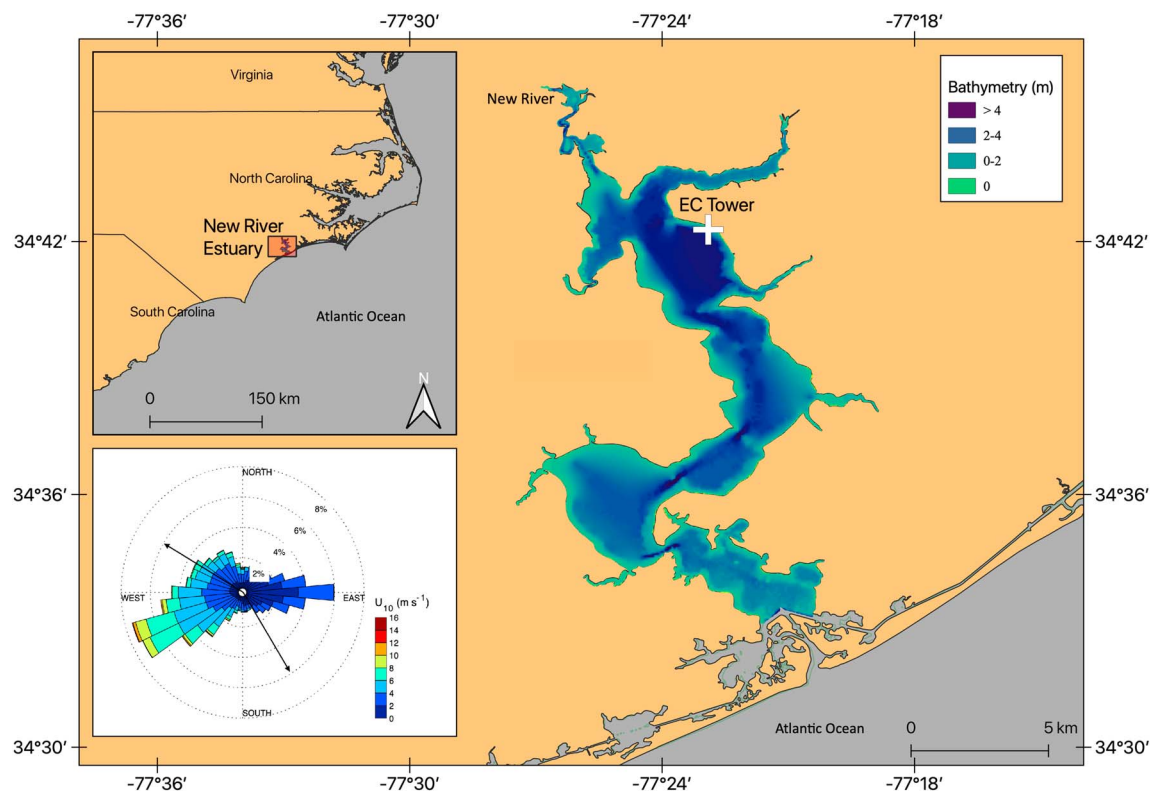 -77°36′ -77°30′ -77°24′ -77°18′
Virginia
North Carolina
New River
Estuary
South Carolina
Atlantic Ocean
0 150 km
N
New River
EC Tower
Bathymetry (m)
> 4
2-4
0-2
0
34°42′ 34°42′
34°36′ 34°36′
34°30′ 34°30′
NORTH
8%
6%
4%
2%
WEST
EAST
SOUTH
U10 (m s-1)
16
14
12
10
8
6
4
2
0
Atlantic Ocean
0 5 km
-77°36′ -77°30′ -77°24′ -77°18′